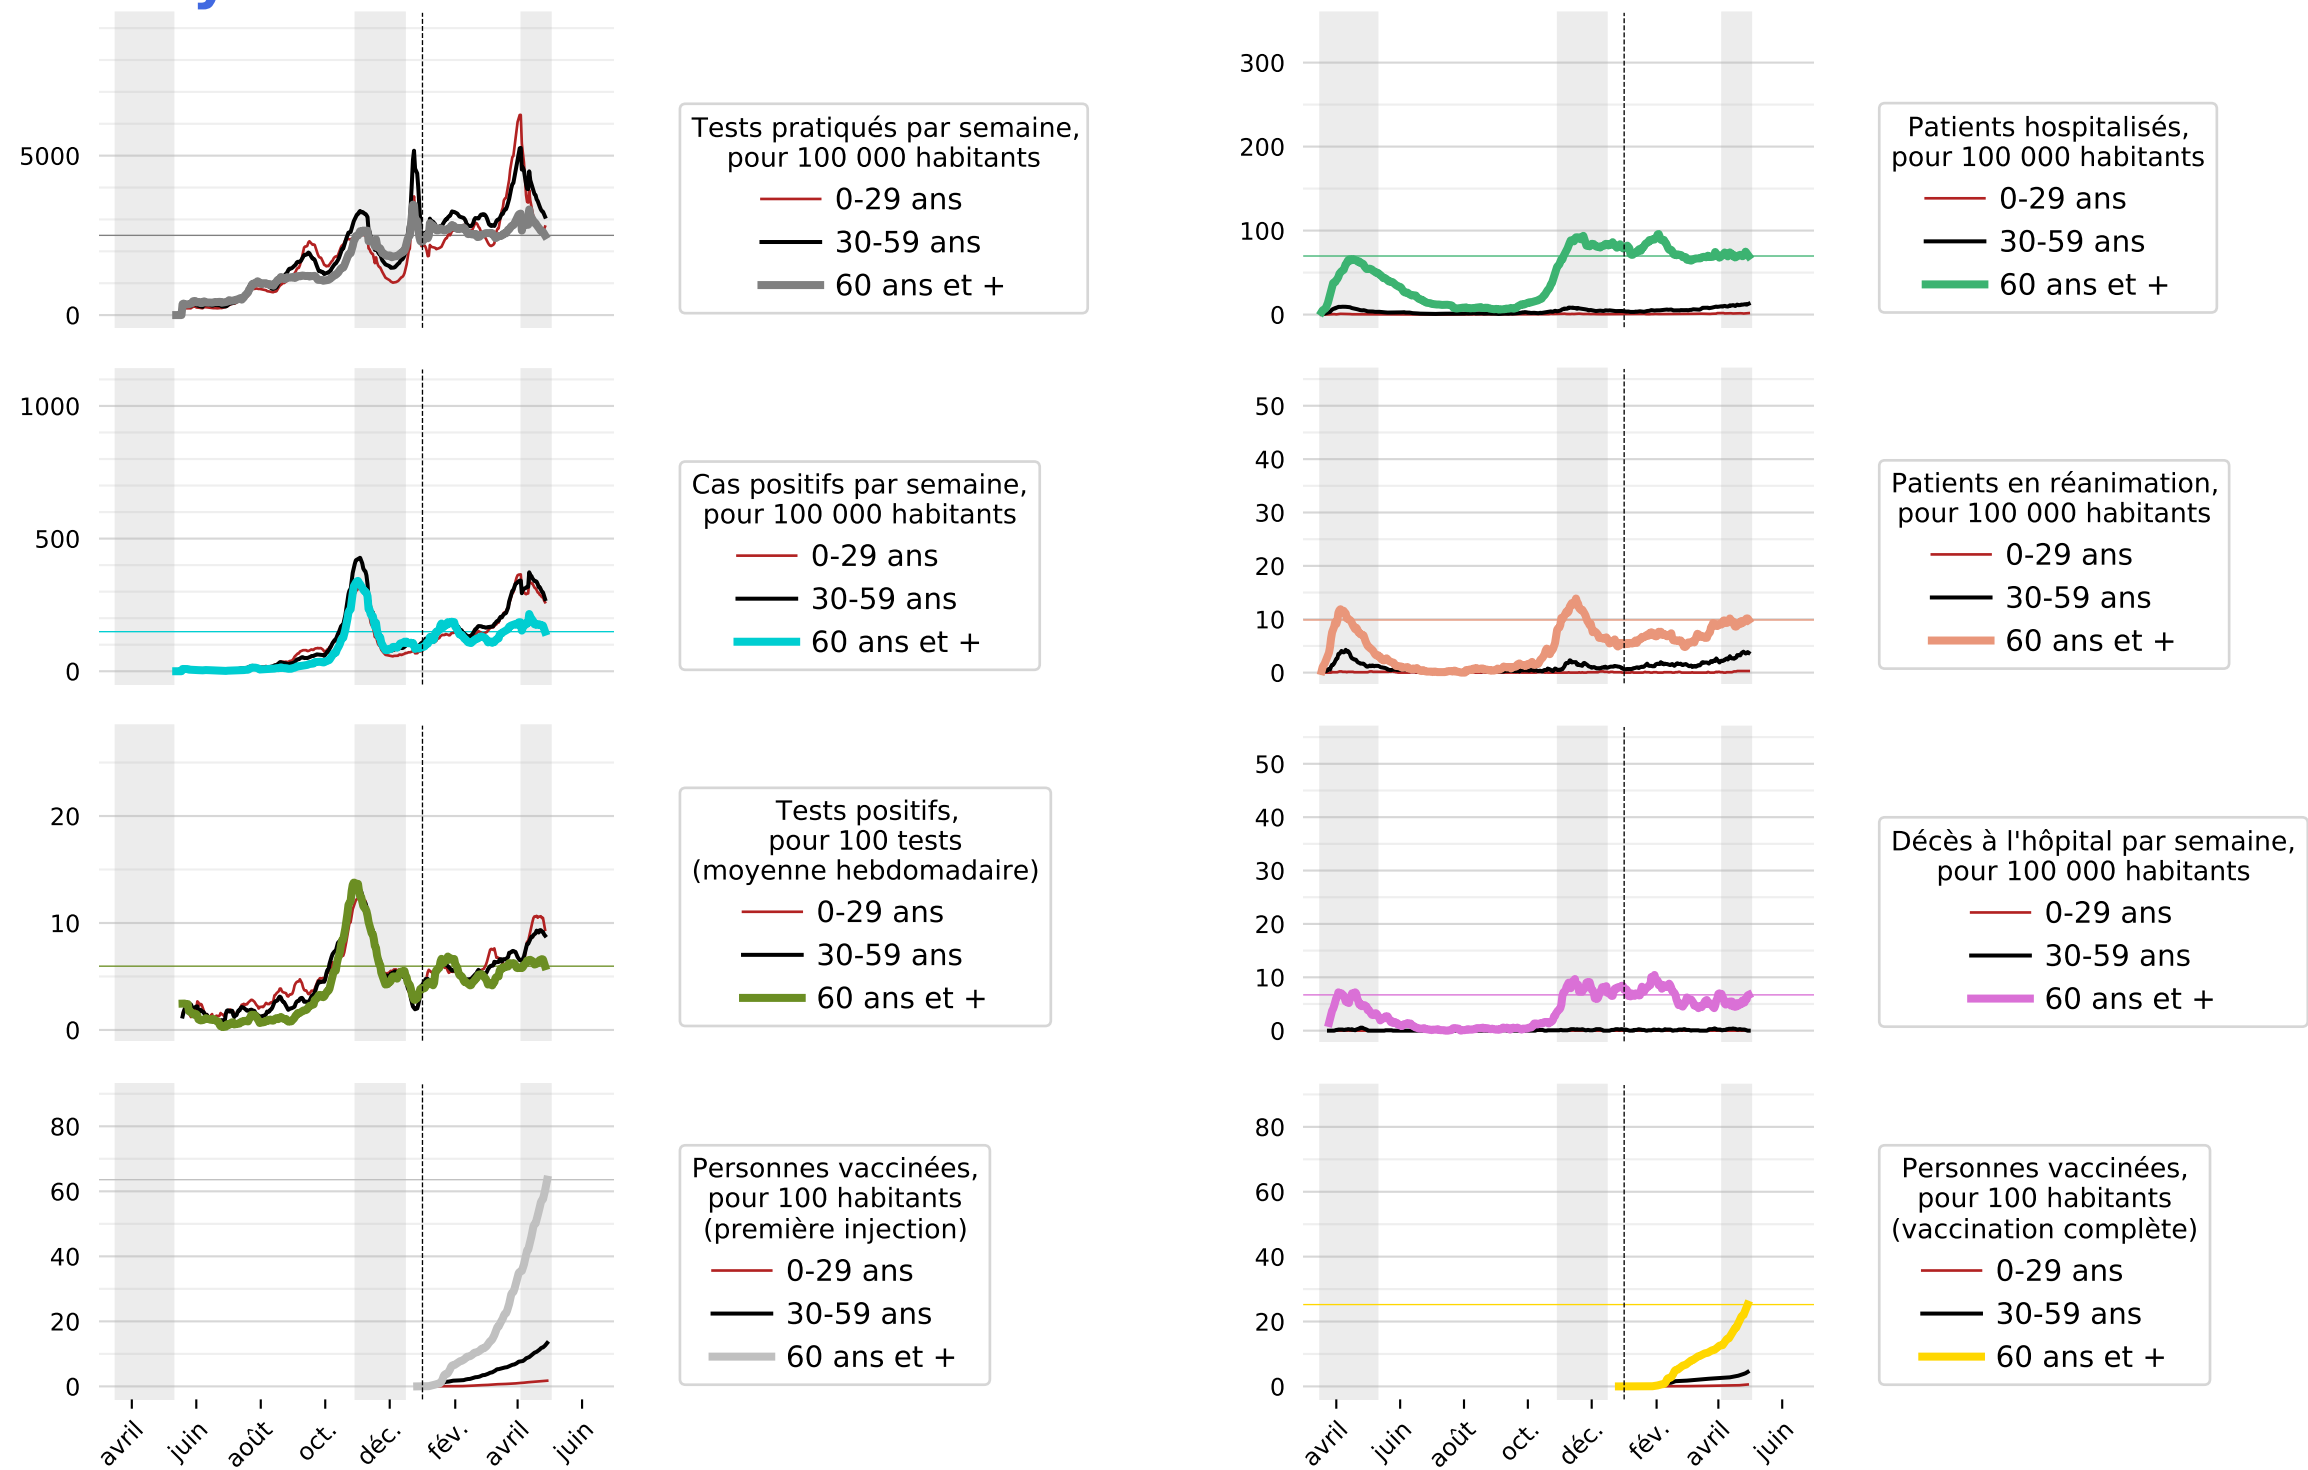 5000
0
Tests pratiqués par semaine,
pour 100 000 habitants
0-29 ans
30-59 ans
60 ans et +
300
200
100
0
Patients hospitalisés,
pour 100 000 habitants
0-29 ans
30-59 ans
60 ans et +
1000
500
0
Cas positifs par semaine,
pour 100 000 habitants
0-29 ans
30-59 ans
60 ans et +
50
40
30
20
10
0
Patients en réanimation,
pour 100 000 habitants
0-29 ans
30-59 ans
60 ans et +
20
10
0
Tests positifs,
pour 100 tests
(moyenne hebdomadaire)
0-29 ans
30-59 ans
60 ans et +
50
40
30
20
10
0
Décès à l'hôpital par semaine,
pour 100 000 habitants
0-29 ans
30-59 ans
60 ans et +
80
60
40
20
0
avril
juin
août
oct.
déc.
fév.
avril
juin
Personnes vaccinées,
pour 100 habitants
(première injection)
0-29 ans
30-59 ans
60 ans et +
80
60
40
20
0
avril
juin
août
oct.
déc.
fév.
avril
juin
Personnes vaccinées,
pour 100 habitants
(vaccination complète)
0-29 ans
30-59 ans
60 ans et +